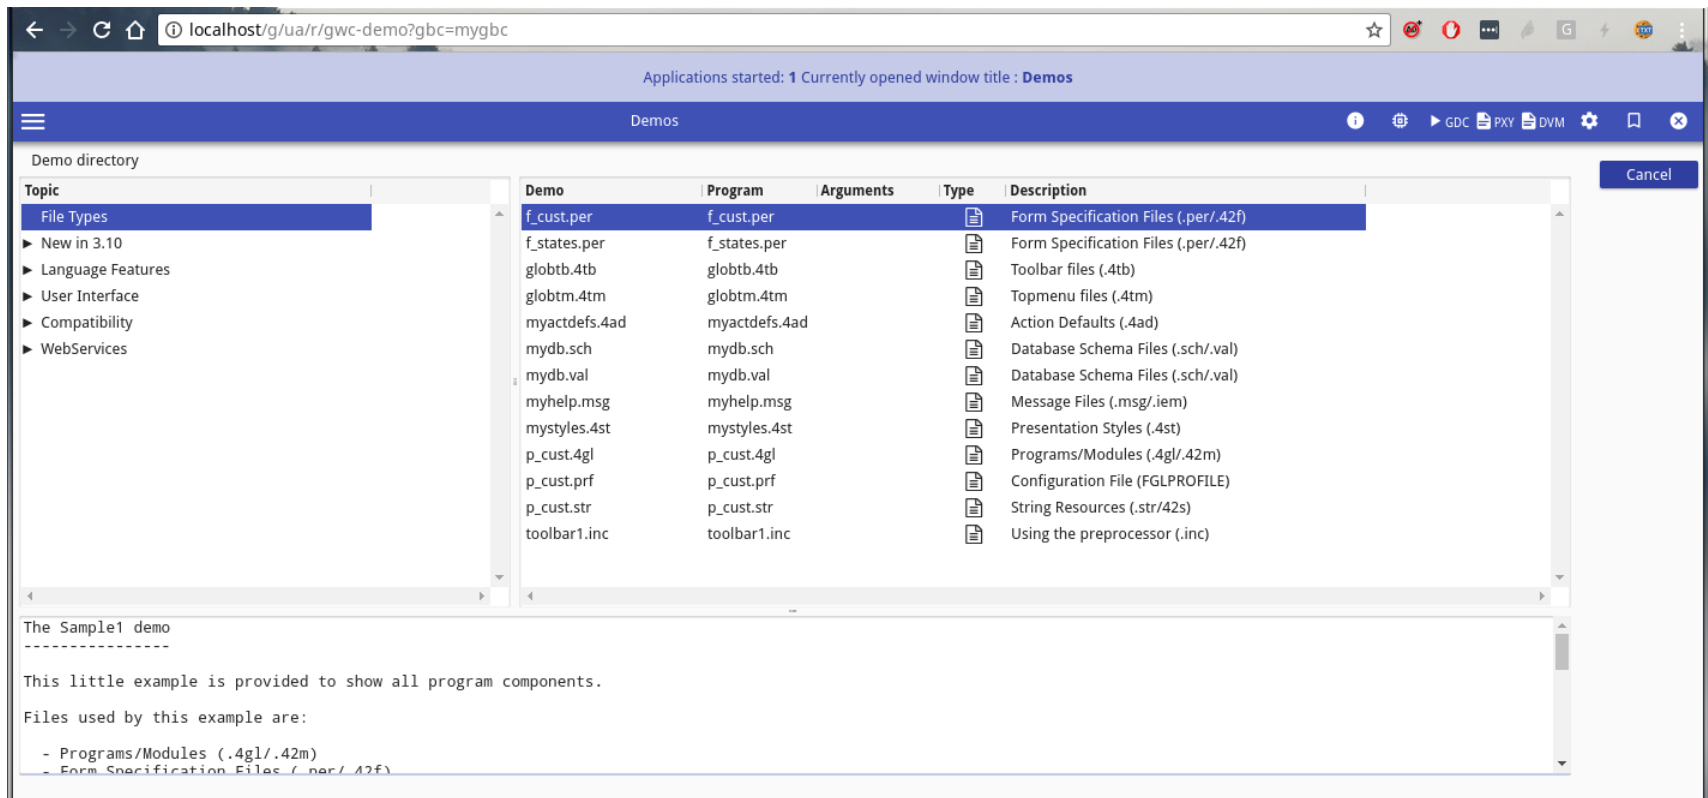 localhost/g/ua/r/gwc-demo?gbc=mygbc
Applications started: 1 Currently opened window title : Demos
Demos
GDC PXY DVM
Demo directory
Cancel
Topic
File Types
New in 3.10
Language Features
User Interface
Compatibility
WebServices
Demo Program Arguments Type Description
f_cust.per f_cust.per Form Specification Files (.per/.42f)
f_states.per f_states.per Form Specification Files (.per/.42f)
globtb.4tb globtb.4tb Toolbar files (.4tb)
globtm.4tm globtm.4tm Topmenu files (.4tm)
myactdefs.4ad myactdefs.4ad Action Defaults (.4ad)
mydb.sch mydb.sch Database Schema Files (.sch/.val)
mydb.val mydb.val Database Schema Files (.sch/.val)
myhelp.msg myhelp.msg Message Files (.msg/.iem)
mystyles.4st mystyles.4st Presentation Styles (.4st)
p_cust.4gl p_cust.4gl Programs/Modules (.4gl/.42m)
p_cust.prf p_cust.prf Configuration File (FGLPROFILE)
p_cust.str p_cust.str String Resources (.str/42s)
toolbar1.inc toolbar1.inc Using the preprocessor (.inc)
The Sample1 demo
----------------
This little example is provided to show all program components.
Files used by this example are:
- Programs/Modules (.4gl/.42m)
- Form Specification Files (.per/.42f)